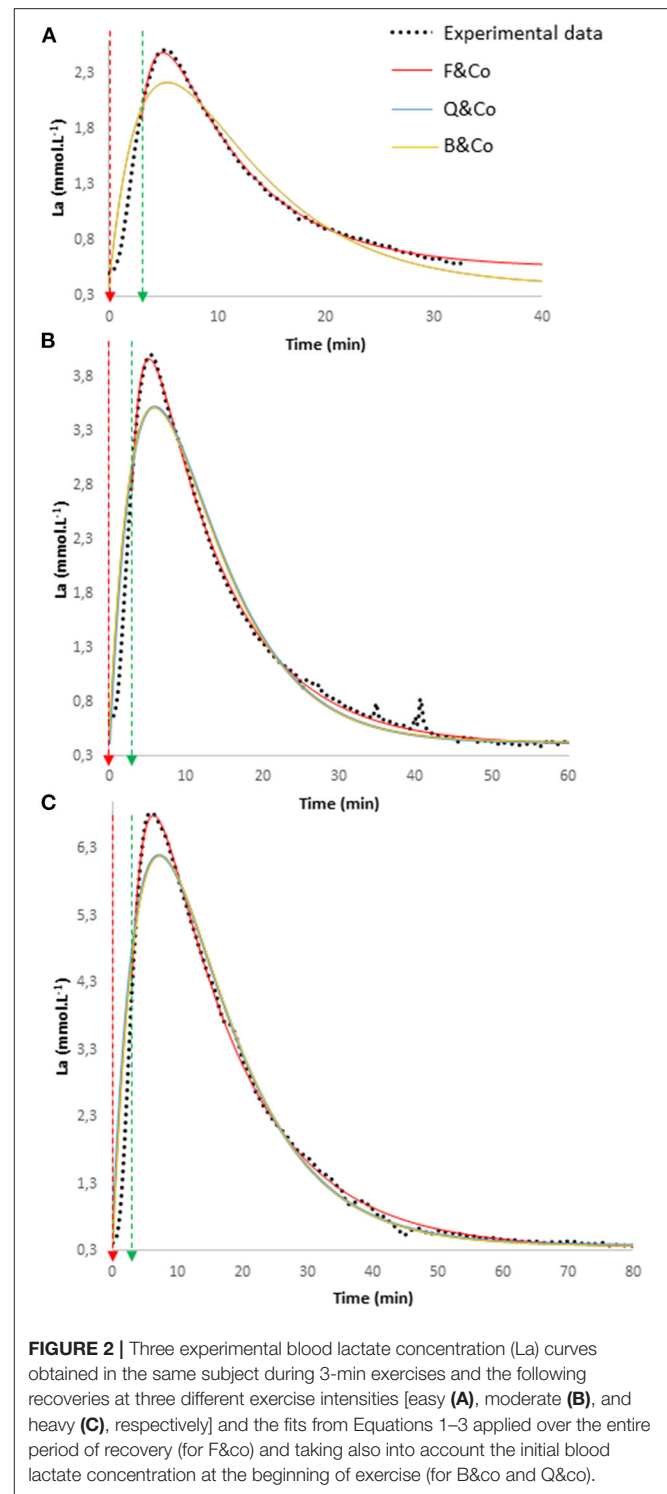 A
Experimental data
F&Co
Q&Co
B&Co
La (mmol.L-1)
2,3
1,8
1,3
0,8
0,3
0 10 20 30 40
Time (min)
B
La (mmol.L-1)
3,8
3,3
2,8
2,3
1,8
1,3
0,8
0,3
0 10 20 30 40 50 60
Time (min)
C
La (mmol.L-1)
6,3
5,3
4,3
3,3
2,3
1,3
0,3
0 10 20 30 40 50 60 70 80
Time (min)
FIGURE 2 | Three experimental blood lactate concentration (La) curves
obtained in the same subject during 3-min exercises and the following
recoveries at three different exercise intensities [easy (A), moderate (B), and
heavy (C), respectively] and the fits from Equations 1–3 applied over the entire
period of recovery (for F&co) and taking also into account the initial blood
lactate concentration at the beginning of exercise (for B&co and Q&co).